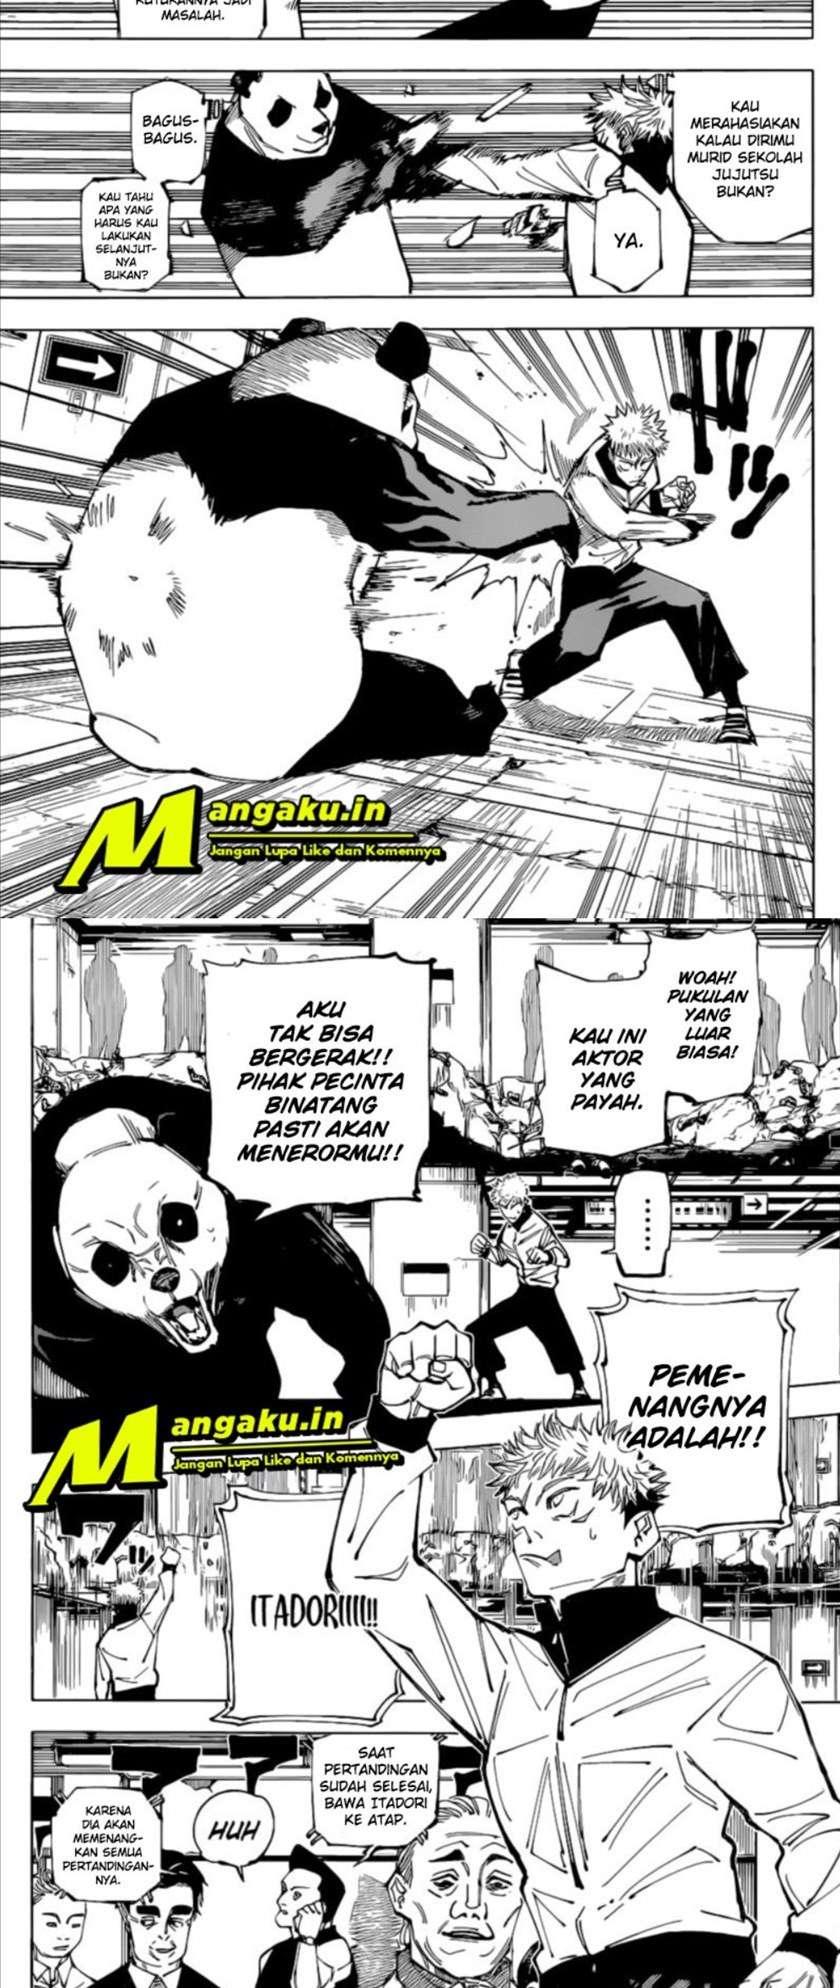 KUTUKANNYA JADI
MASALAH.
KAU
MERAHASIAKAN
KALAU DIRIMU
MURID SEKOLAH
JUJUTSU
BUKAN?
YA.
BAGUS-
BAGUS.
KAU TAHU
APA YANG
HARUS KAU
LAKUKAN
SELANJUT-
NYA
BUKAN?
Mangaku.in
Jangan Lupa Like dan Komennya
WOAH!
PUKULAN
YANG
LUAR
BIASA!
KAU INI
AKTOR
YANG
PAYAH.
AKU
TAK BISA
BERGERAK!!
PIHAK PECINTA
BINATANG
PASTI AKAN
MENERORMU!!
......
PEME-
NANGNYA
ADALAH!!
Mangaku.in
Jangan Lupa Like dan Komennya
ITADORIIII!!
SAAT
PERTANDINGAN
SUDAH SELESAI,
BAWA ITADORI
KE ATAP.
HUH
KARENA
DIA AKAN
MEMENANG-
KAN SEMUA
PERTANDINGAN-
NYA.